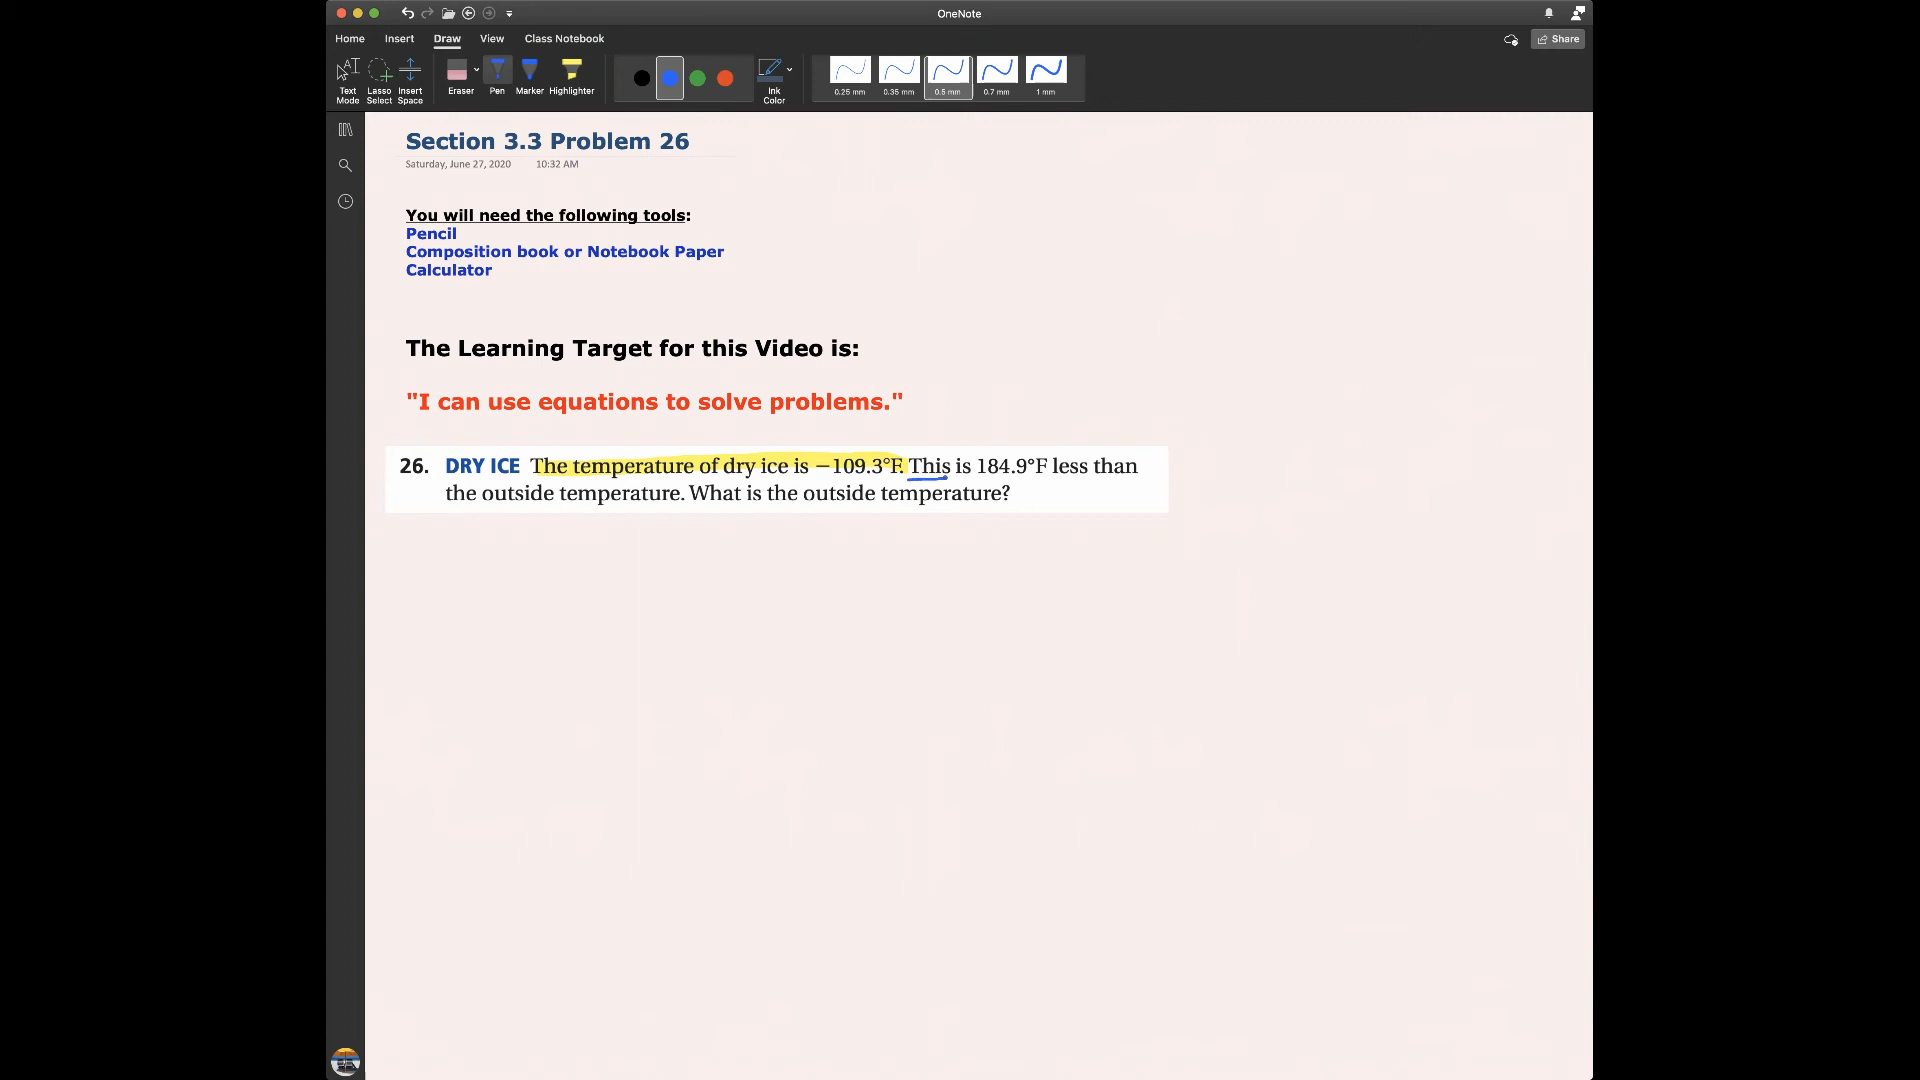 OneNote
Home Insert Draw View Class Notebook
Share
Text Mode
Lasso Select
Insert Space
Eraser
Pen
Marker
Highlighter
Ink Color
0.25 mm
0.35 mm
0.5 mm
0.7 mm
1 mm
Section 3.3 Problem 26
Saturday, June 27, 2020 10:32 AM
You will need the following tools:
Pencil
Composition book or Notebook Paper
Calculator
The Learning Target for this Video is:
"I can use equations to solve problems."
26. DRY ICE The temperature of dry ice is −109.3°F. This is 184.9°F less than
the outside temperature. What is the outside temperature?